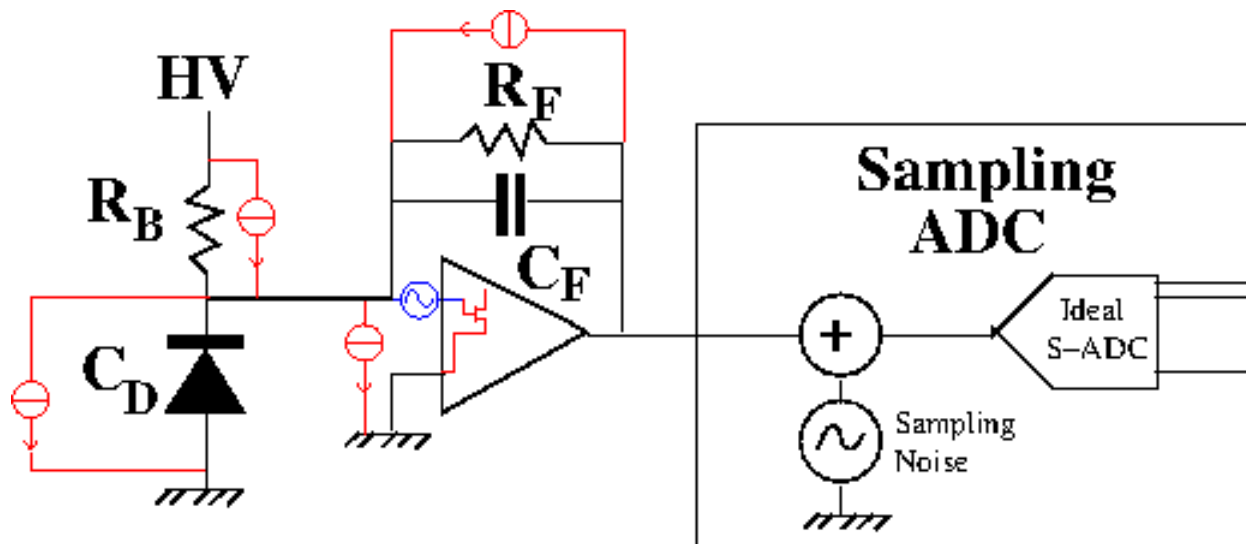 HV
R_B
C_D
R_F
C_F
Sampling
ADC
+
Ideal
S-ADC
Sampling
Noise